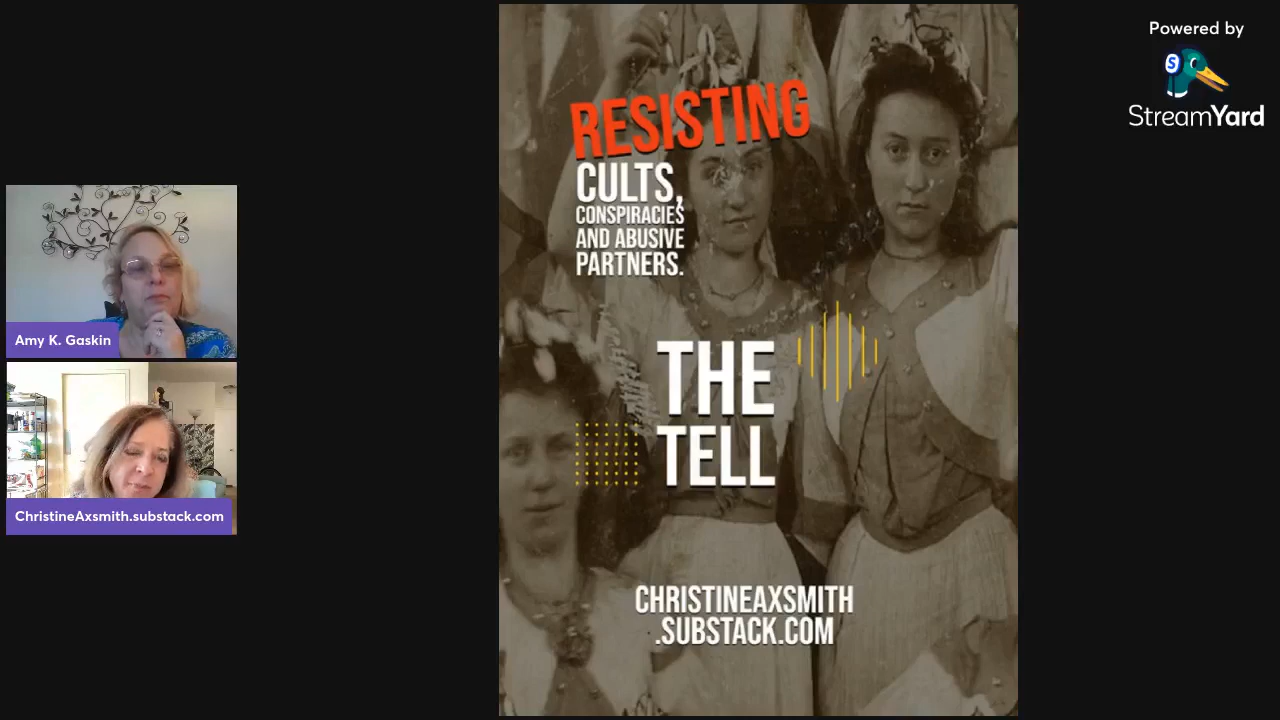 Powered by
S
StreamYard
RESISTING
CULTS,
CONSPIRACIES
AND ABUSIVE
PARTNERS.
THE
TELL
CHRISTINEAXSMITH
.SUBSTACK.COM
Amy K. Gaskin
ChristineAxsmith.substack.com